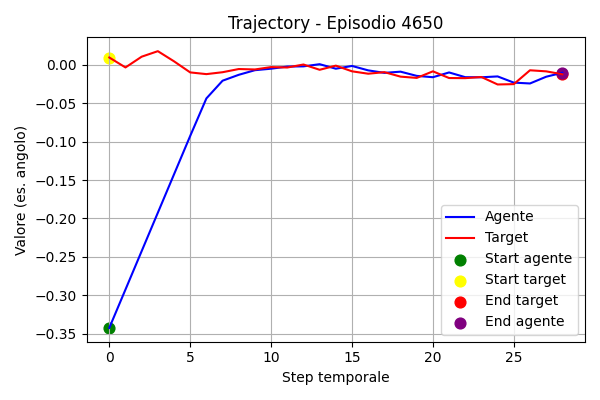 Trajectory - Episodio 4650
Valore (es. angolo)
0.00
−0.05
−0.10
−0.15
−0.20
−0.25
−0.30
−0.35
0
5
10
15
20
25
Step temporale
Agente
Target
Start agente
Start target
End target
End agente